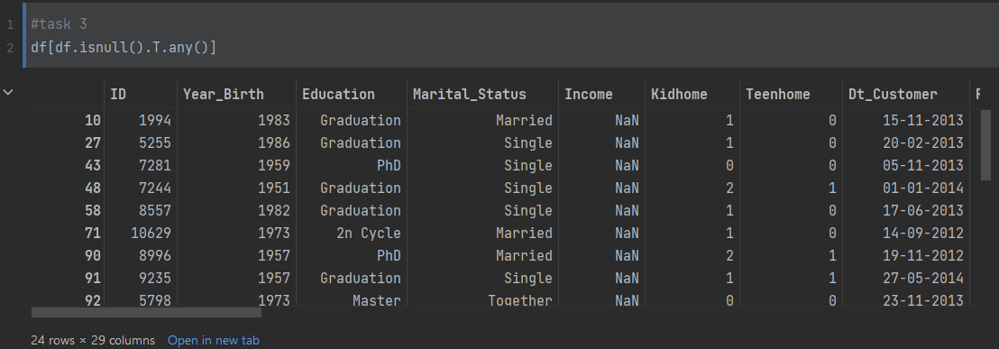 1 #task 3
2 df[df.isnull().T.any()]
ID Year_Birth Education Marital_Status Income Kidhome Teenhome Dt_Customer
10 1994 1983 Graduation Married NaN 1 0 15-11-2013
27 5255 1986 Graduation Single NaN 1 0 20-02-2013
43 7281 1959 PhD Single NaN 0 0 05-11-2013
48 7244 1951 Graduation Single NaN 2 1 01-01-2014
58 8557 1982 Graduation Single NaN 1 0 17-06-2013
71 10629 1973 2n Cycle Married NaN 1 0 14-09-2012
90 8996 1957 PhD Married NaN 2 1 19-11-2012
91 9235 1957 Graduation Single NaN 1 1 27-05-2014
92 5798 1973 Master Together NaN 0 0 23-11-2013
24 rows × 29 columns Open in new tab